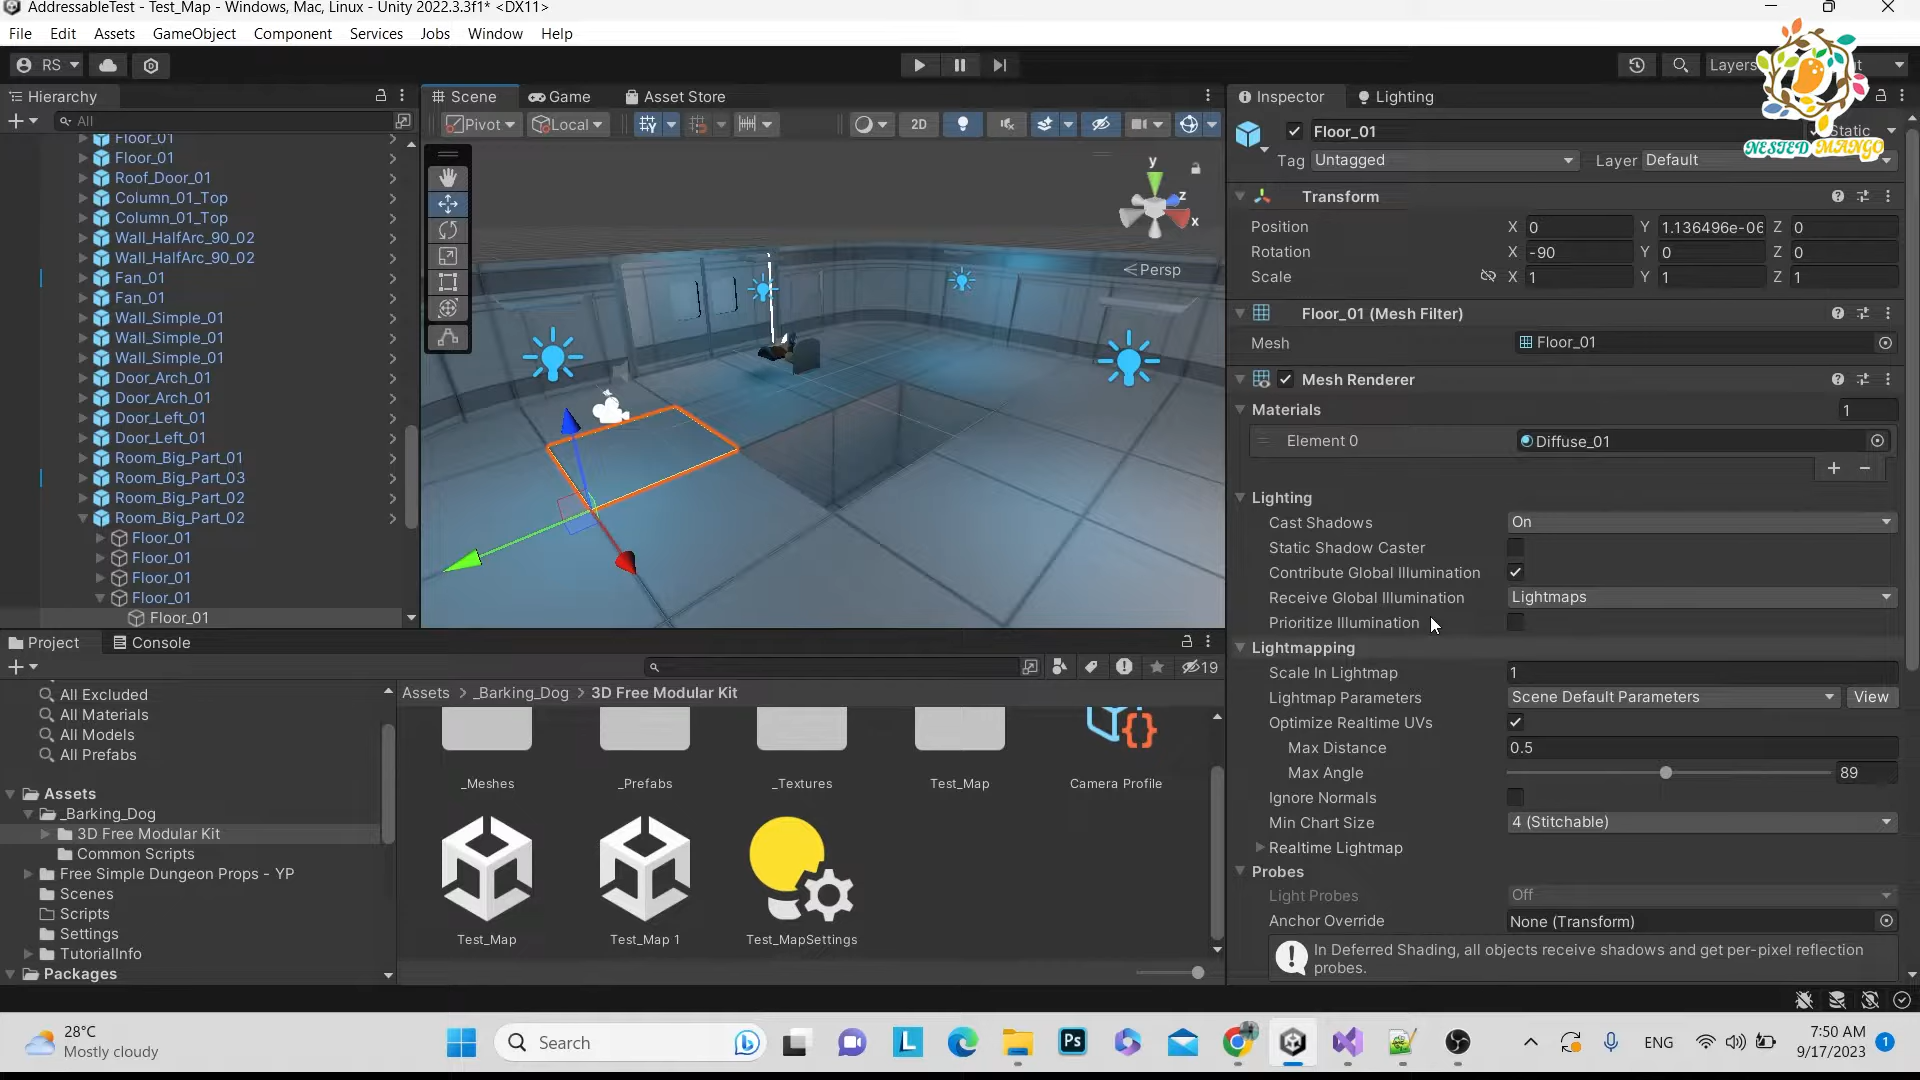 AddressableTest - Test_Map - Windows, Mac, Linux - Unity 2022.3.3f1* <DX11>
File Edit Assets GameObject Component Services Jobs Window Help
RS
Layers
NESTED MANGO
Hierarchy
All
Floor_01
Floor_01
Roof_Door_01
Column_01_Top
Column_01_Top
Wall_HalfArc_90_02
Wall_HalfArc_90_02
Fan_01
Fan_01
Wall_Simple_01
Wall_Simple_01
Wall_Simple_01
Door_Arch_01
Door_Arch_01
Door_Left_01
Door_Left_01
Room_Big_Part_01
Room_Big_Part_03
Room_Big_Part_02
Room_Big_Part_02
Floor_01
Floor_01
Floor_01
Floor_01
Floor_01
Scene Game Asset Store
Pivot Local 2D
y
z
x
Persp
Inspector Lighting
Floor_01 Static
Tag Untagged Layer Default
Transform
Position X 0 Y 1.136496e-06 Z 0
Rotation X -90 Y 0 Z 0
Scale X 1 Y 1 Z 1
Floor_01 (Mesh Filter)
Mesh Floor_01
Mesh Renderer
Materials 1
Element 0 Diffuse_01
Lighting
Cast Shadows On
Static Shadow Caster
Contribute Global Illumination
Receive Global Illumination Lightmaps
Prioritize Illumination
Lightmapping
Scale In Lightmap 1
Lightmap Parameters Scene Default Parameters View
Optimize Realtime UVs
Max Distance 0.5
Max Angle 89
Ignore Normals
Min Chart Size 4 (Stitchable)
Realtime Lightmap
Probes
Light Probes Off
Anchor Override None (Transform)
In Deferred Shading, all objects receive shadows and get per-pixel reflection
probes.
Project Console
19
All Excluded
All Materials
All Models
All Prefabs
Assets
_Barking_Dog
3D Free Modular Kit
Common Scripts
Free Simple Dungeon Props - YP
Scenes
Scripts
Settings
TutorialInfo
Packages
Assets > _Barking_Dog > 3D Free Modular Kit
_Meshes _Prefabs _Textures Test_Map Camera Profile
Test_Map Test_Map 1 Test_MapSettings
28°C
Mostly cloudy
Search
L
Ps
ENG
7:50 AM
9/17/2023
1